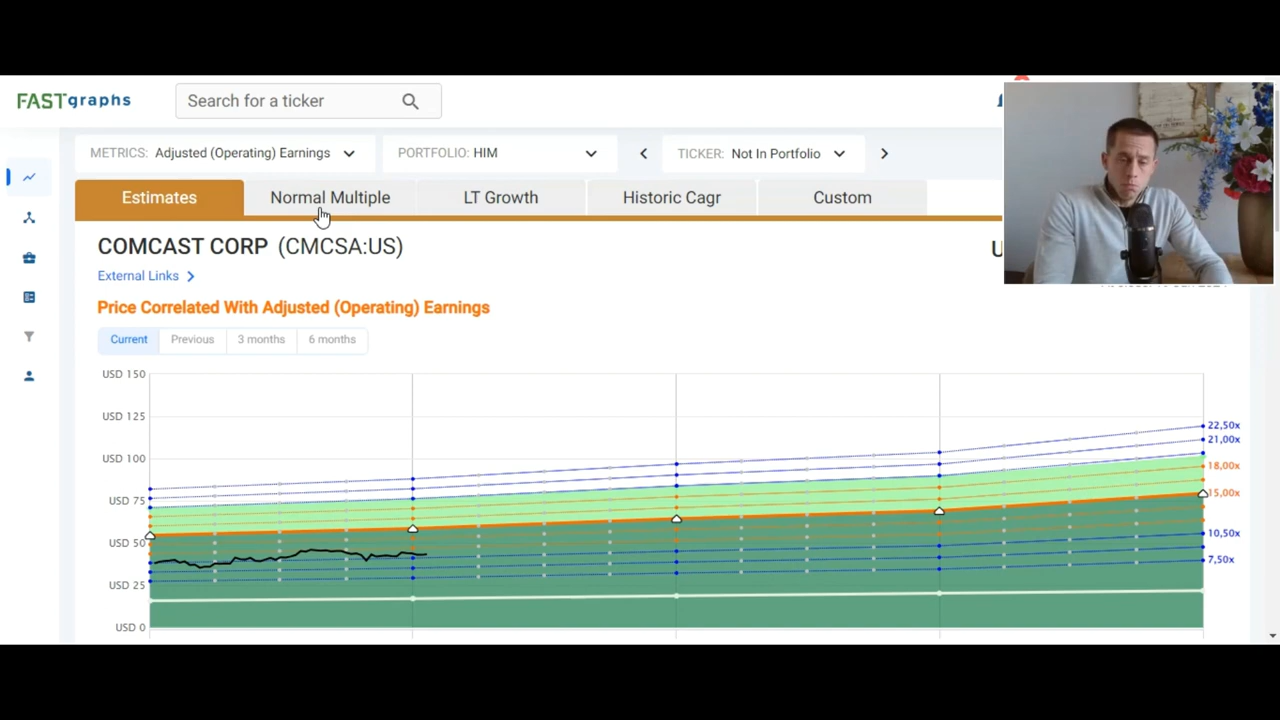 FAST graphs
Search for a ticker
METRICS: Adjusted (Operating) Earnings
PORTFOLIO: HIM
TICKER: Not In Portfolio
Estimates
Normal Multiple
LT Growth
Historic Cagr
Custom
COMCAST CORP (CMCSA:US)
U
External Links
Price Correlated With Adjusted (Operating) Earnings
Current
Previous
3 months
6 months
USD 150
USD 125
USD 100
USD 75
USD 50
USD 25
USD 0
22,50x
21,00x
18,00x
15,00x
10,50x
7,50x